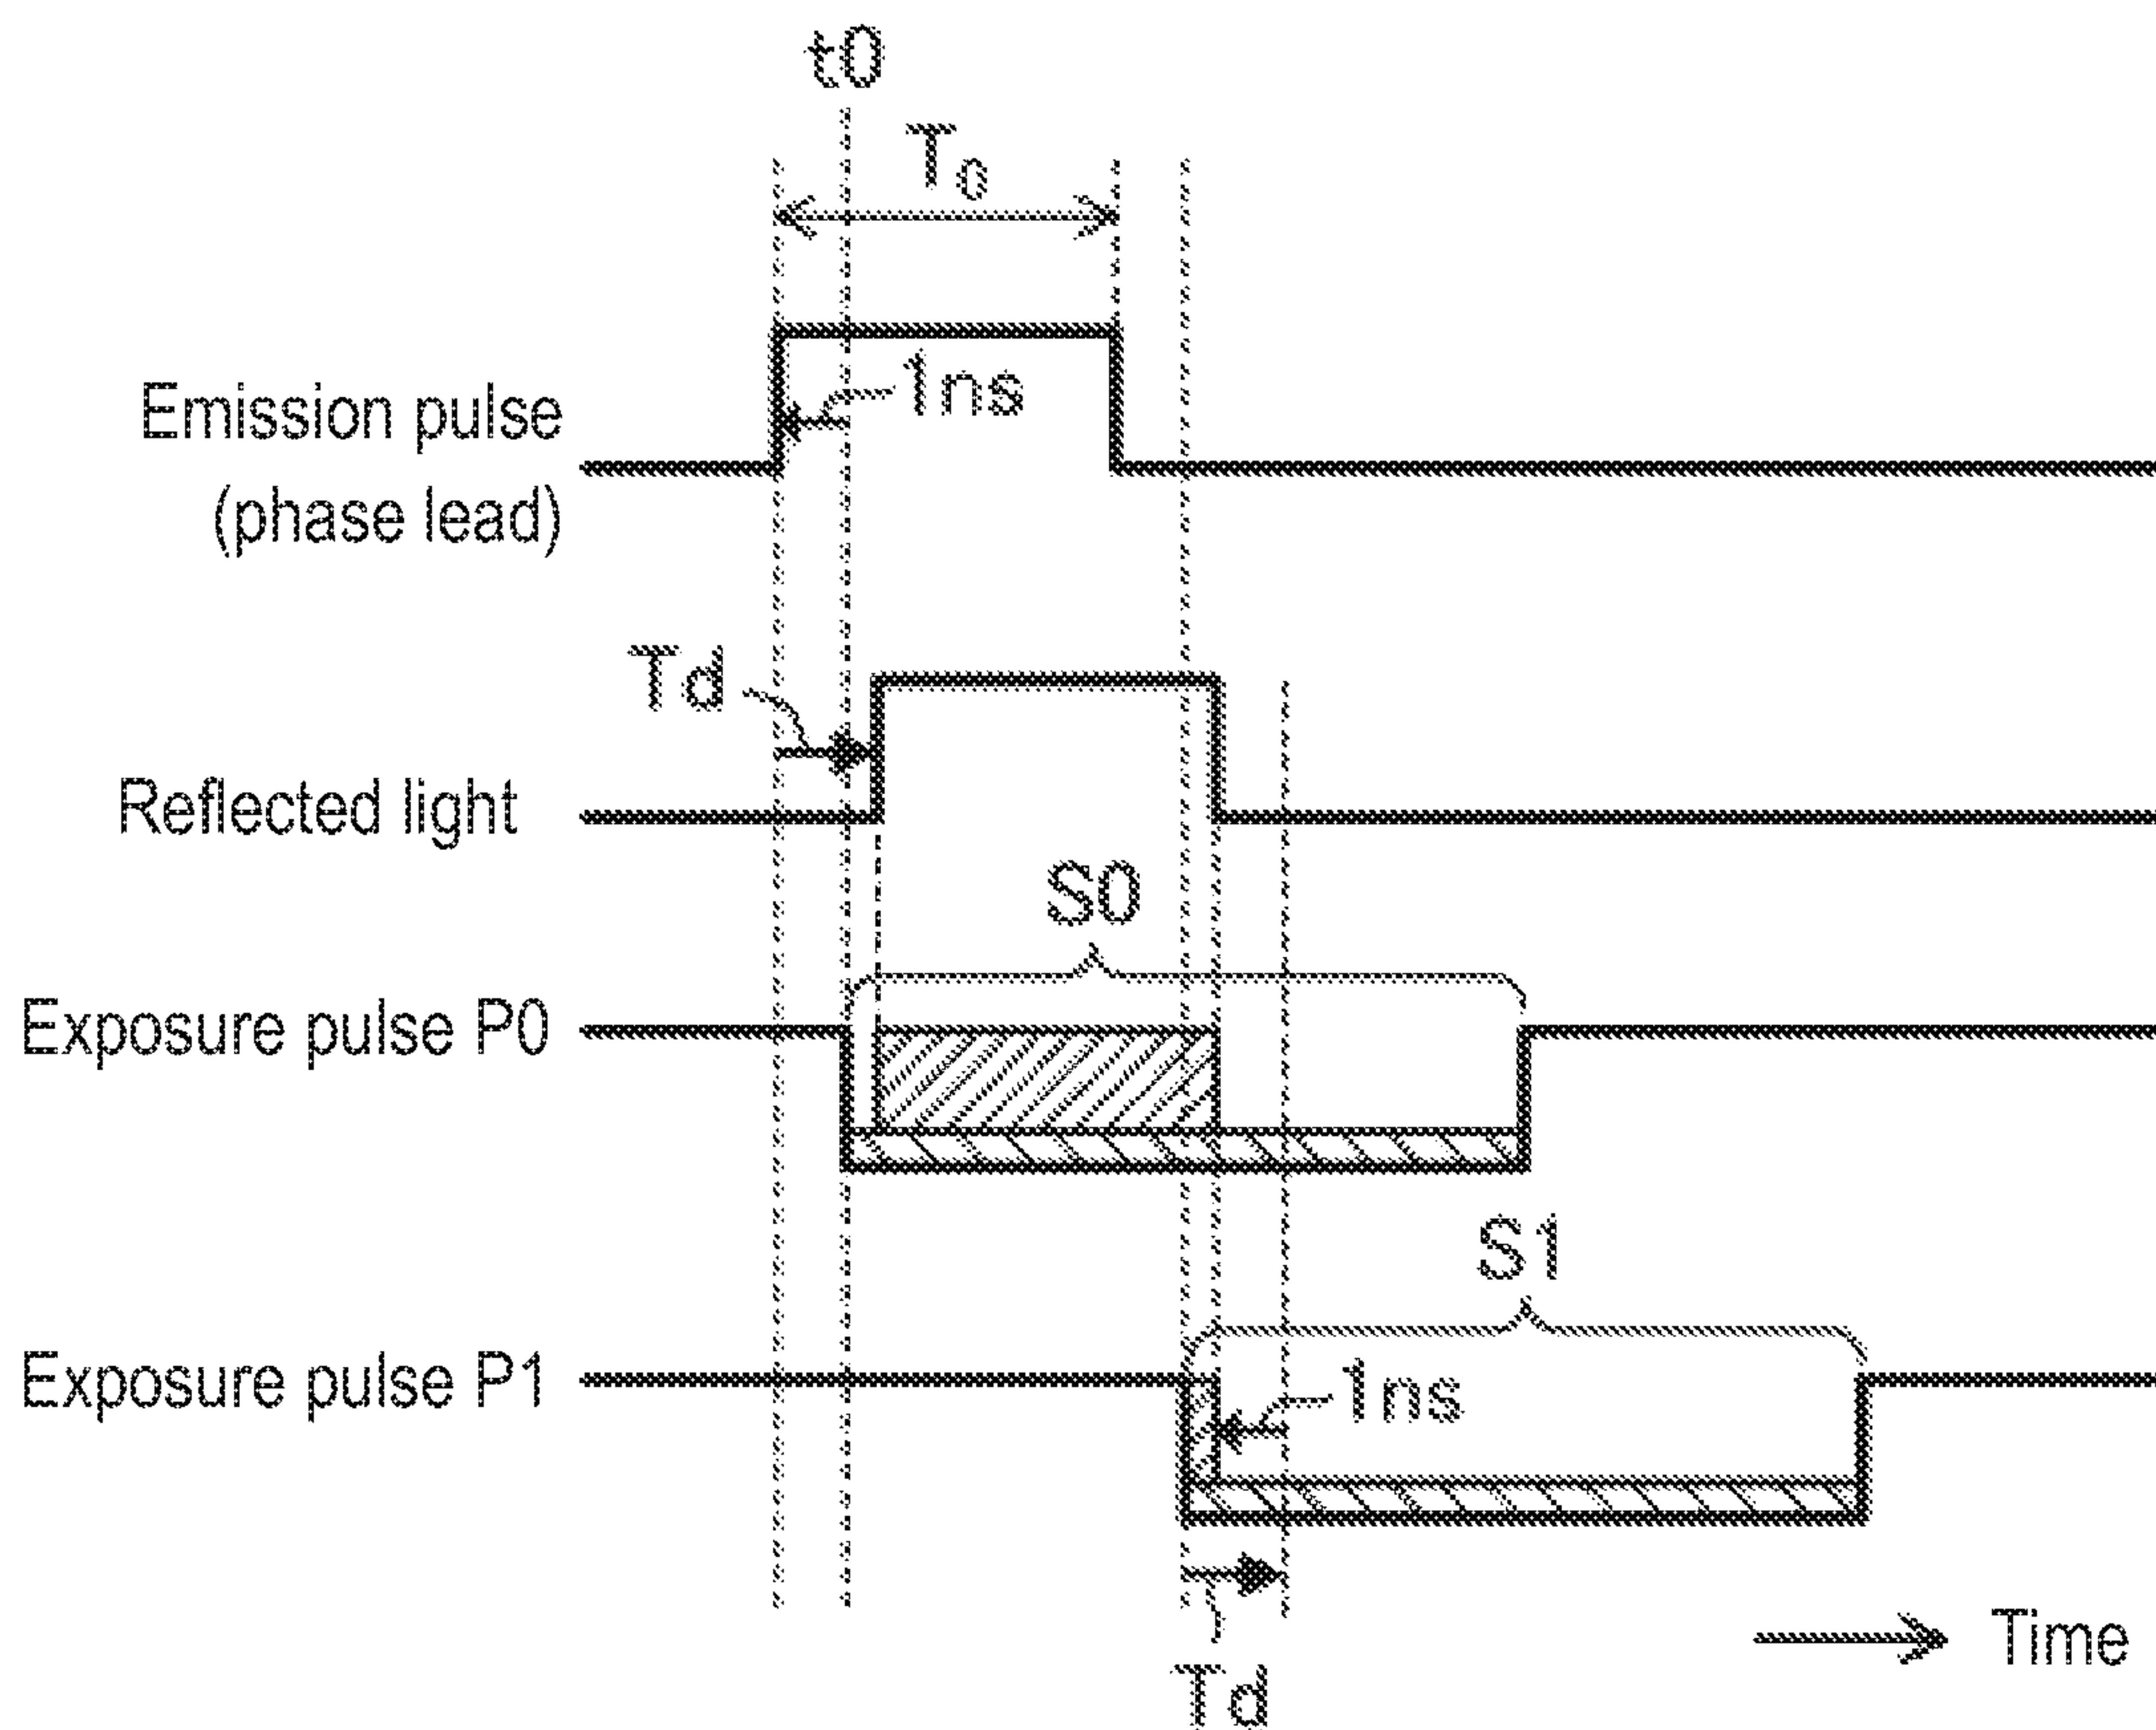 t0
T0
Emission pulse
(phase lead)
1ns
Td
Reflected light
S0
Exposure pulse P0
S1
Exposure pulse P1
1ns
Td
Time